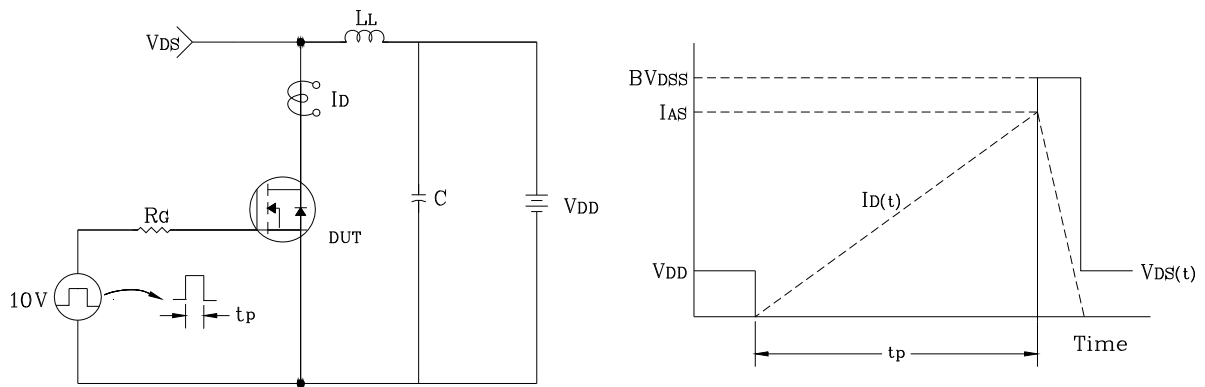 LL
VDS
ID
RG
C
VDD
DUT
10V
tp
BVDSS
IAS
ID(t)
VDD
VDS(t)
Time
tp